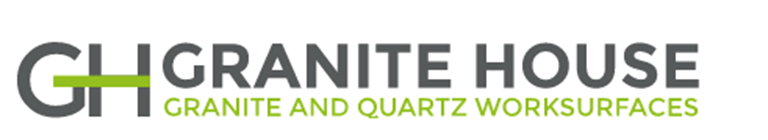 GH GRANITE HOUSE
GRANITE AND QUARTZ WORKSURFACES